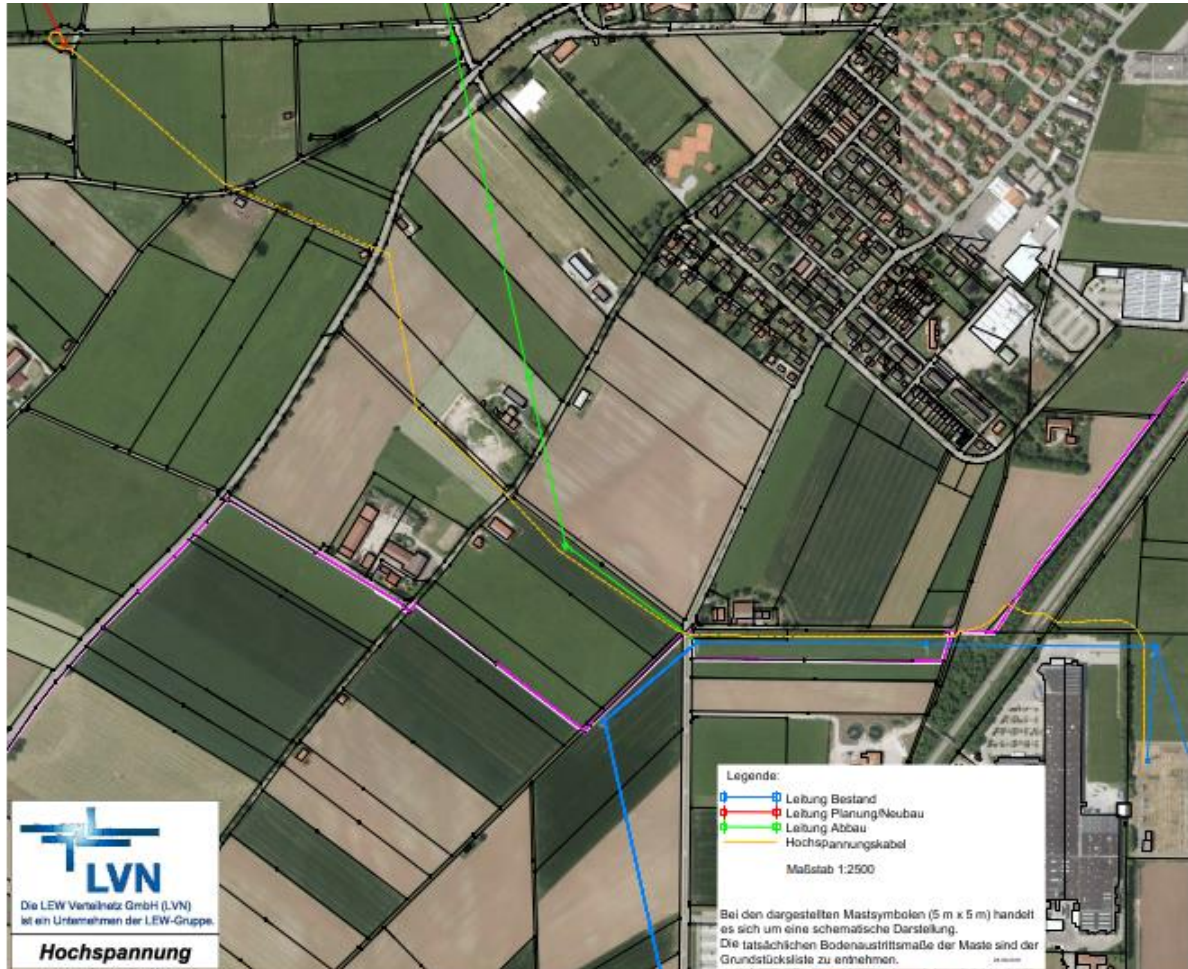 Legende:
Leitung Bestand
Leitung Planung/Neubau
Leitung Abbau
Hochspannungskabel
Maßstab 1:2500
Bei den dargestellten Mastsymbolen (5 m x 5 m) handelt
es sich um eine schematische Darstellung.
Die tatsächlichen Bodenaustrittsmaße der Maste sind der
Grundstücksliste zu entnehmen.
LVN
Die LEW Verteilnetz GmbH (LVN)
ist ein Unternehmen der LEW-Gruppe.
Hochspannung